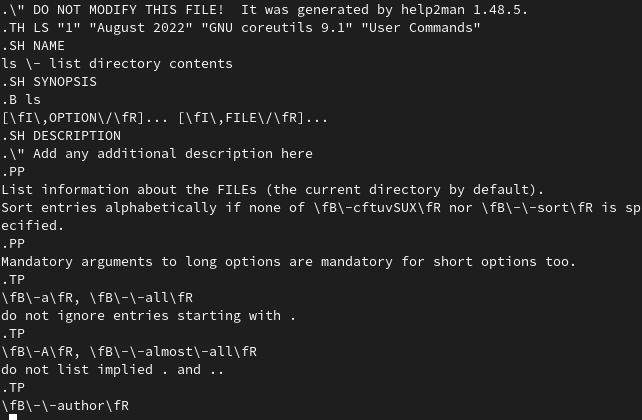 .\" DO NOT MODIFY THIS FILE!  It was generated by help2man 1.48.5.
.TH LS "1" "August 2022" "GNU coreutils 9.1" "User Commands"
.SH NAME
ls \- list directory contents
.SH SYNOPSIS
.B ls
[\fI\,OPTION\/\fR]... [\fI\,FILE\/\fR]...
.SH DESCRIPTION
.\" Add any additional description here
.PP
List information about the FILEs (the current directory by default).
Sort entries alphabetically if none of \fB\-cftuvSUX\fR nor \fB\-\-sort\fR is sp
ecified.
.PP
Mandatory arguments to long options are mandatory for short options too.
.TP
\fB\-a\fR, \fB\-\-all\fR
do not ignore entries starting with .
.TP
\fB\-A\fR, \fB\-\-almost\-all\fR
do not list implied . and ..
.TP
\fB\-\-author\fR